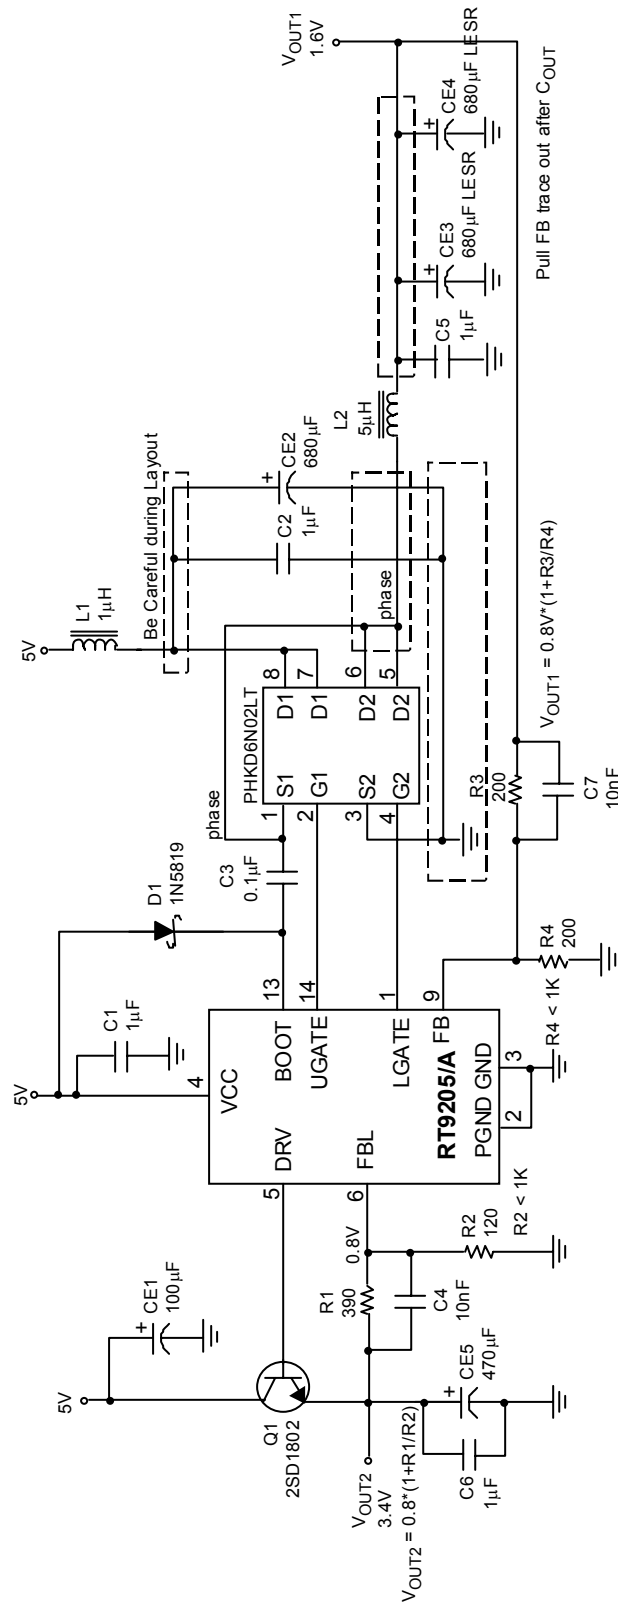 5V
CE1
100µF
Q1
2SD1802
VOUT2
3.4V
VOUT2 = 0.8*(1+R1/R2)
C6
1µF
CE5
470µF
R1
390
C4
10nF
0.8V
R2
120
R2 < 1K
5V
C1
1µF
D1
1N5819
4
VCC
5
DRV
6
FBL
BOOT
13
UGATE
14
LGATE
1
FB
9
RT9205/A
PGND GND
2
3
R4 < 1K
R4
200
C3
0.1µF
phase
PHKD6N02LT
1
S1
D1
8
2
G1
D1
7
3
S2
D2
6
4
G2
D2
5
5V
L1
1µH
Be Careful during Layout
C2
1µF
CE2
680µF
phase
L2
5µH
R3
200
C7
10nF
VOUT1 = 0.8V*(1+R3/R4)
C5
1µF
CE3
680µF LESR
CE4
680µF LESR
VOUT1
1.6V
Pull FB trace out after COUT